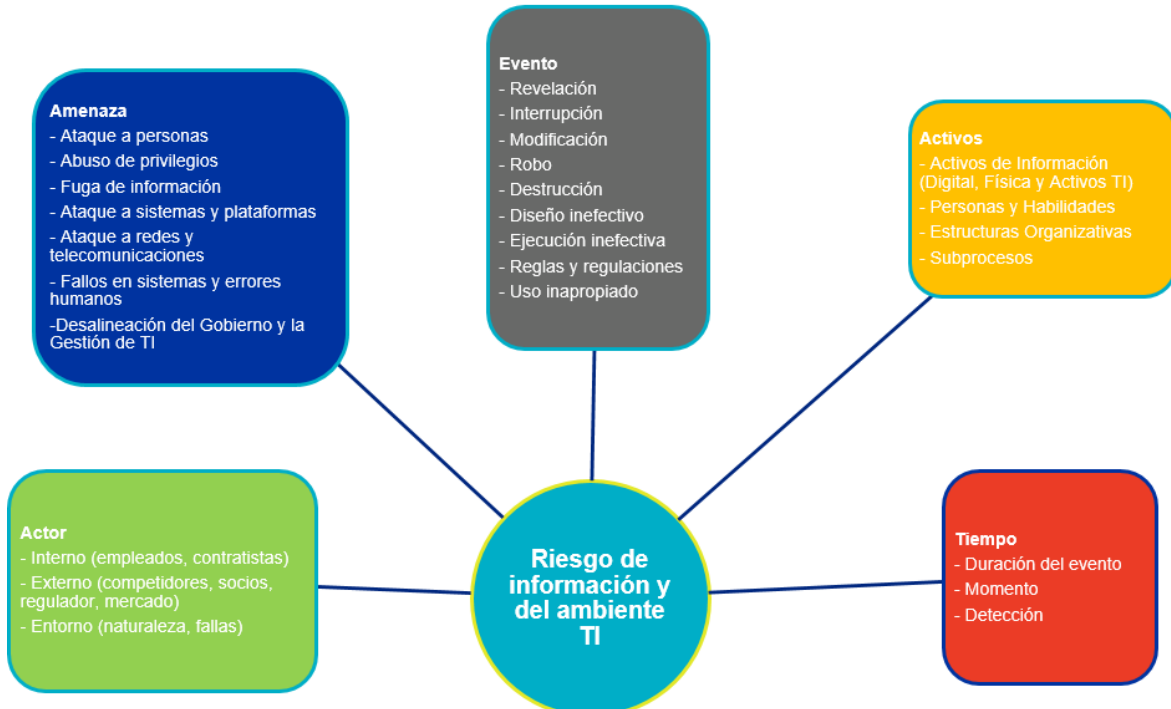 Evento
- Revelación
- Interrupción
- Modificación
- Robo
- Destrucción
- Diseño inefectivo
- Ejecución inefectiva
- Reglas y regulaciones
- Uso inapropiado
Amenaza
- Ataque a personas
- Abuso de privilegios
- Fuga de información
- Ataque a sistemas y plataformas
- Ataque a redes y
telecomunicaciones
- Fallos en sistemas y errores
humanos
-Desalineación del Gobierno y la
Gestión de TI
Activos
- Activos de Información
(Digital, Física y Activos TI)
- Personas y Habilidades
- Estructuras Organizativas
- Subprocesos
Actor
- Interno (empleados, contratistas)
- Externo (competidores, socios,
regulador, mercado)
- Entorno (naturaleza, fallas)
Riesgo de
información y
del ambiente
TI
Tiempo
- Duración del evento
- Momento
- Detección